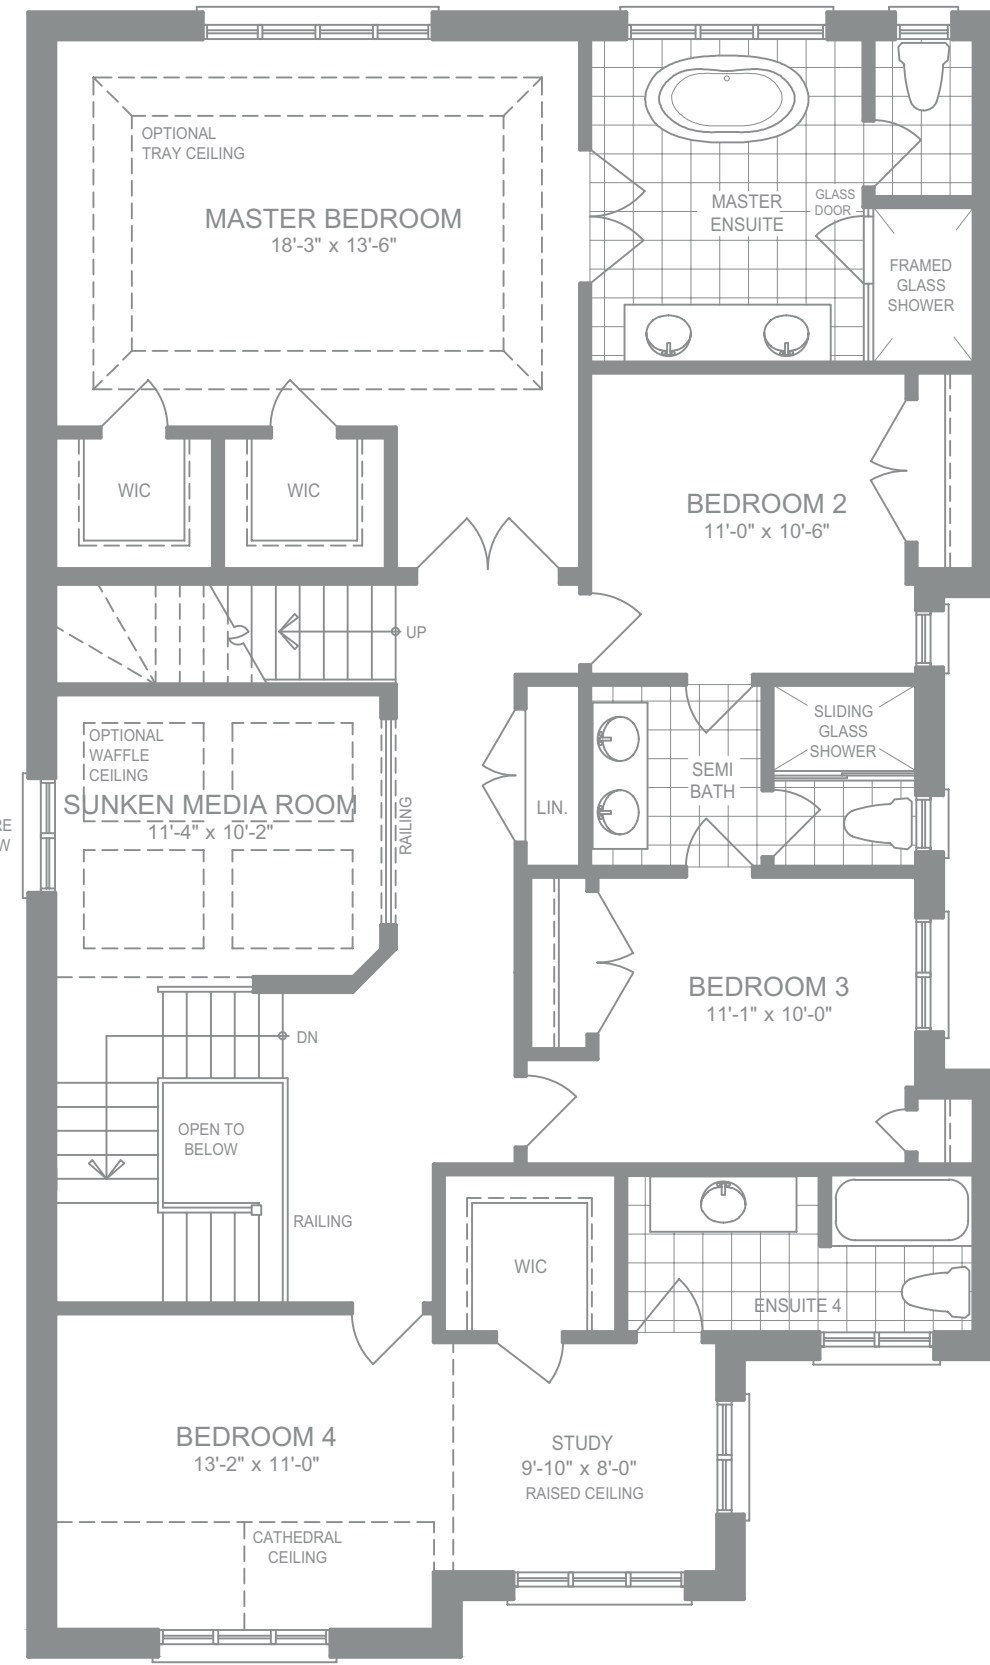 OPTIONAL
TRAY CEILING
MASTER BEDROOM
18'-3" x 13'-6"
MASTER
ENSUITE
GLASS
DOOR
FRAMED
GLASS
SHOWER
WIC
WIC
BEDROOM 2
11'-0" x 10'-6"
UP
OPTIONAL
WAFFLE
CEILING
SUNKEN MEDIA ROOM
11'-4" x 10'-2"
RAILING
LIN.
SEMI
BATH
SLIDING
GLASS
SHOWER
BEDROOM 3
11'-1" x 10'-0"
DN
OPEN TO
BELOW
RAILING
WIC
ENSUITE 4
BEDROOM 4
13'-2" x 11'-0"
STUDY
9'-10" x 8'-0"
RAISED CEILING
CATHEDRAL
CEILING